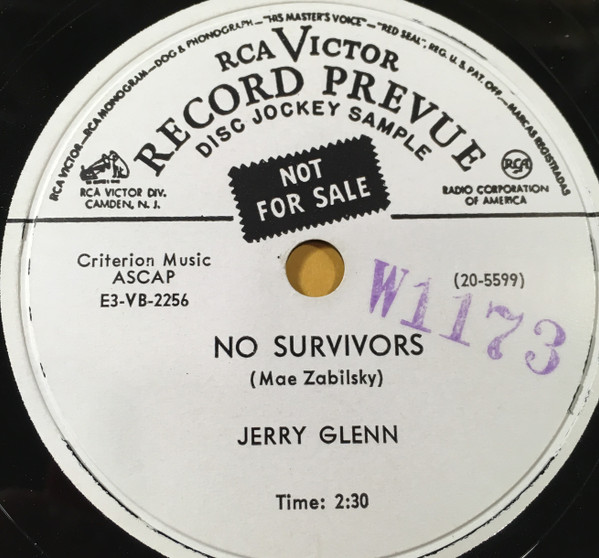 RCA VICTOR—RCA MONOGRAM—DOG & PHONOGRAPH—"HIS MASTER'S VOICE"—"RED SEAL", REG. U. S. PAT. OFF.—MARCAS REGISTRADAS
RCA VICTOR
RECORD PREVUE
DISC JOCKEY SAMPLE
NOT
FOR SALE
RCA VICTOR DIV.
CAMDEN, N. J.
RCA
RADIO CORPORATION
OF AMERICA
Criterion Music
ASCAP
E3-VB-2256
(20-5599)
W1173
NO SURVIVORS
(Mae Zabilsky)
JERRY GLENN
Time: 2:30